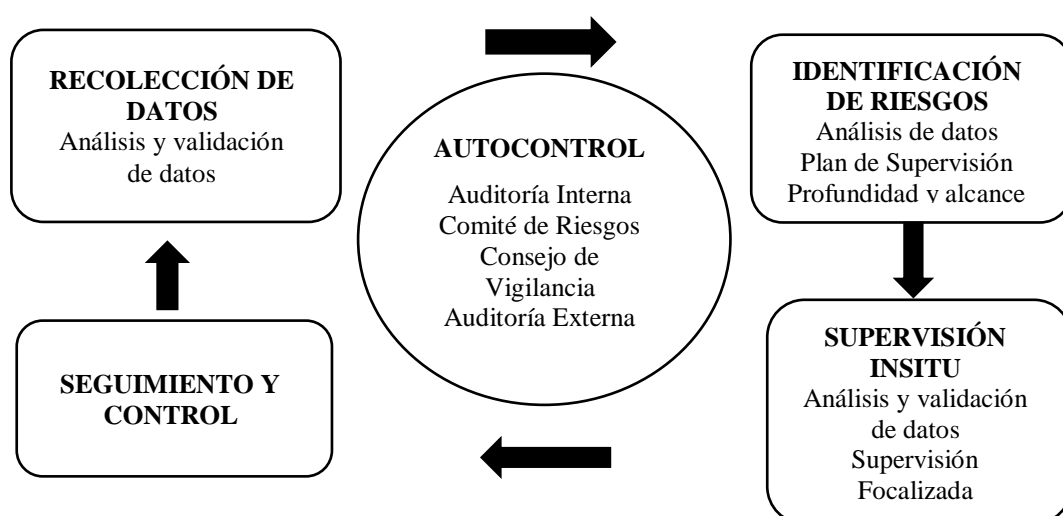 RECOLECCIÓN DE
DATOS
Análisis y validación
de datos
AUTOCONTROL
Auditoría Interna
Comité de Riesgos
Consejo de
Vigilancia
Auditoría Externa
IDENTIFICACIÓN
DE RIESGOS
Análisis de datos
Plan de Supervisión
Profundidad y alcance
SUPERVISIÓN
INSITU
Análisis y validación
de datos
Supervisión
Focalizada
SEGUIMIENTO Y
CONTROL